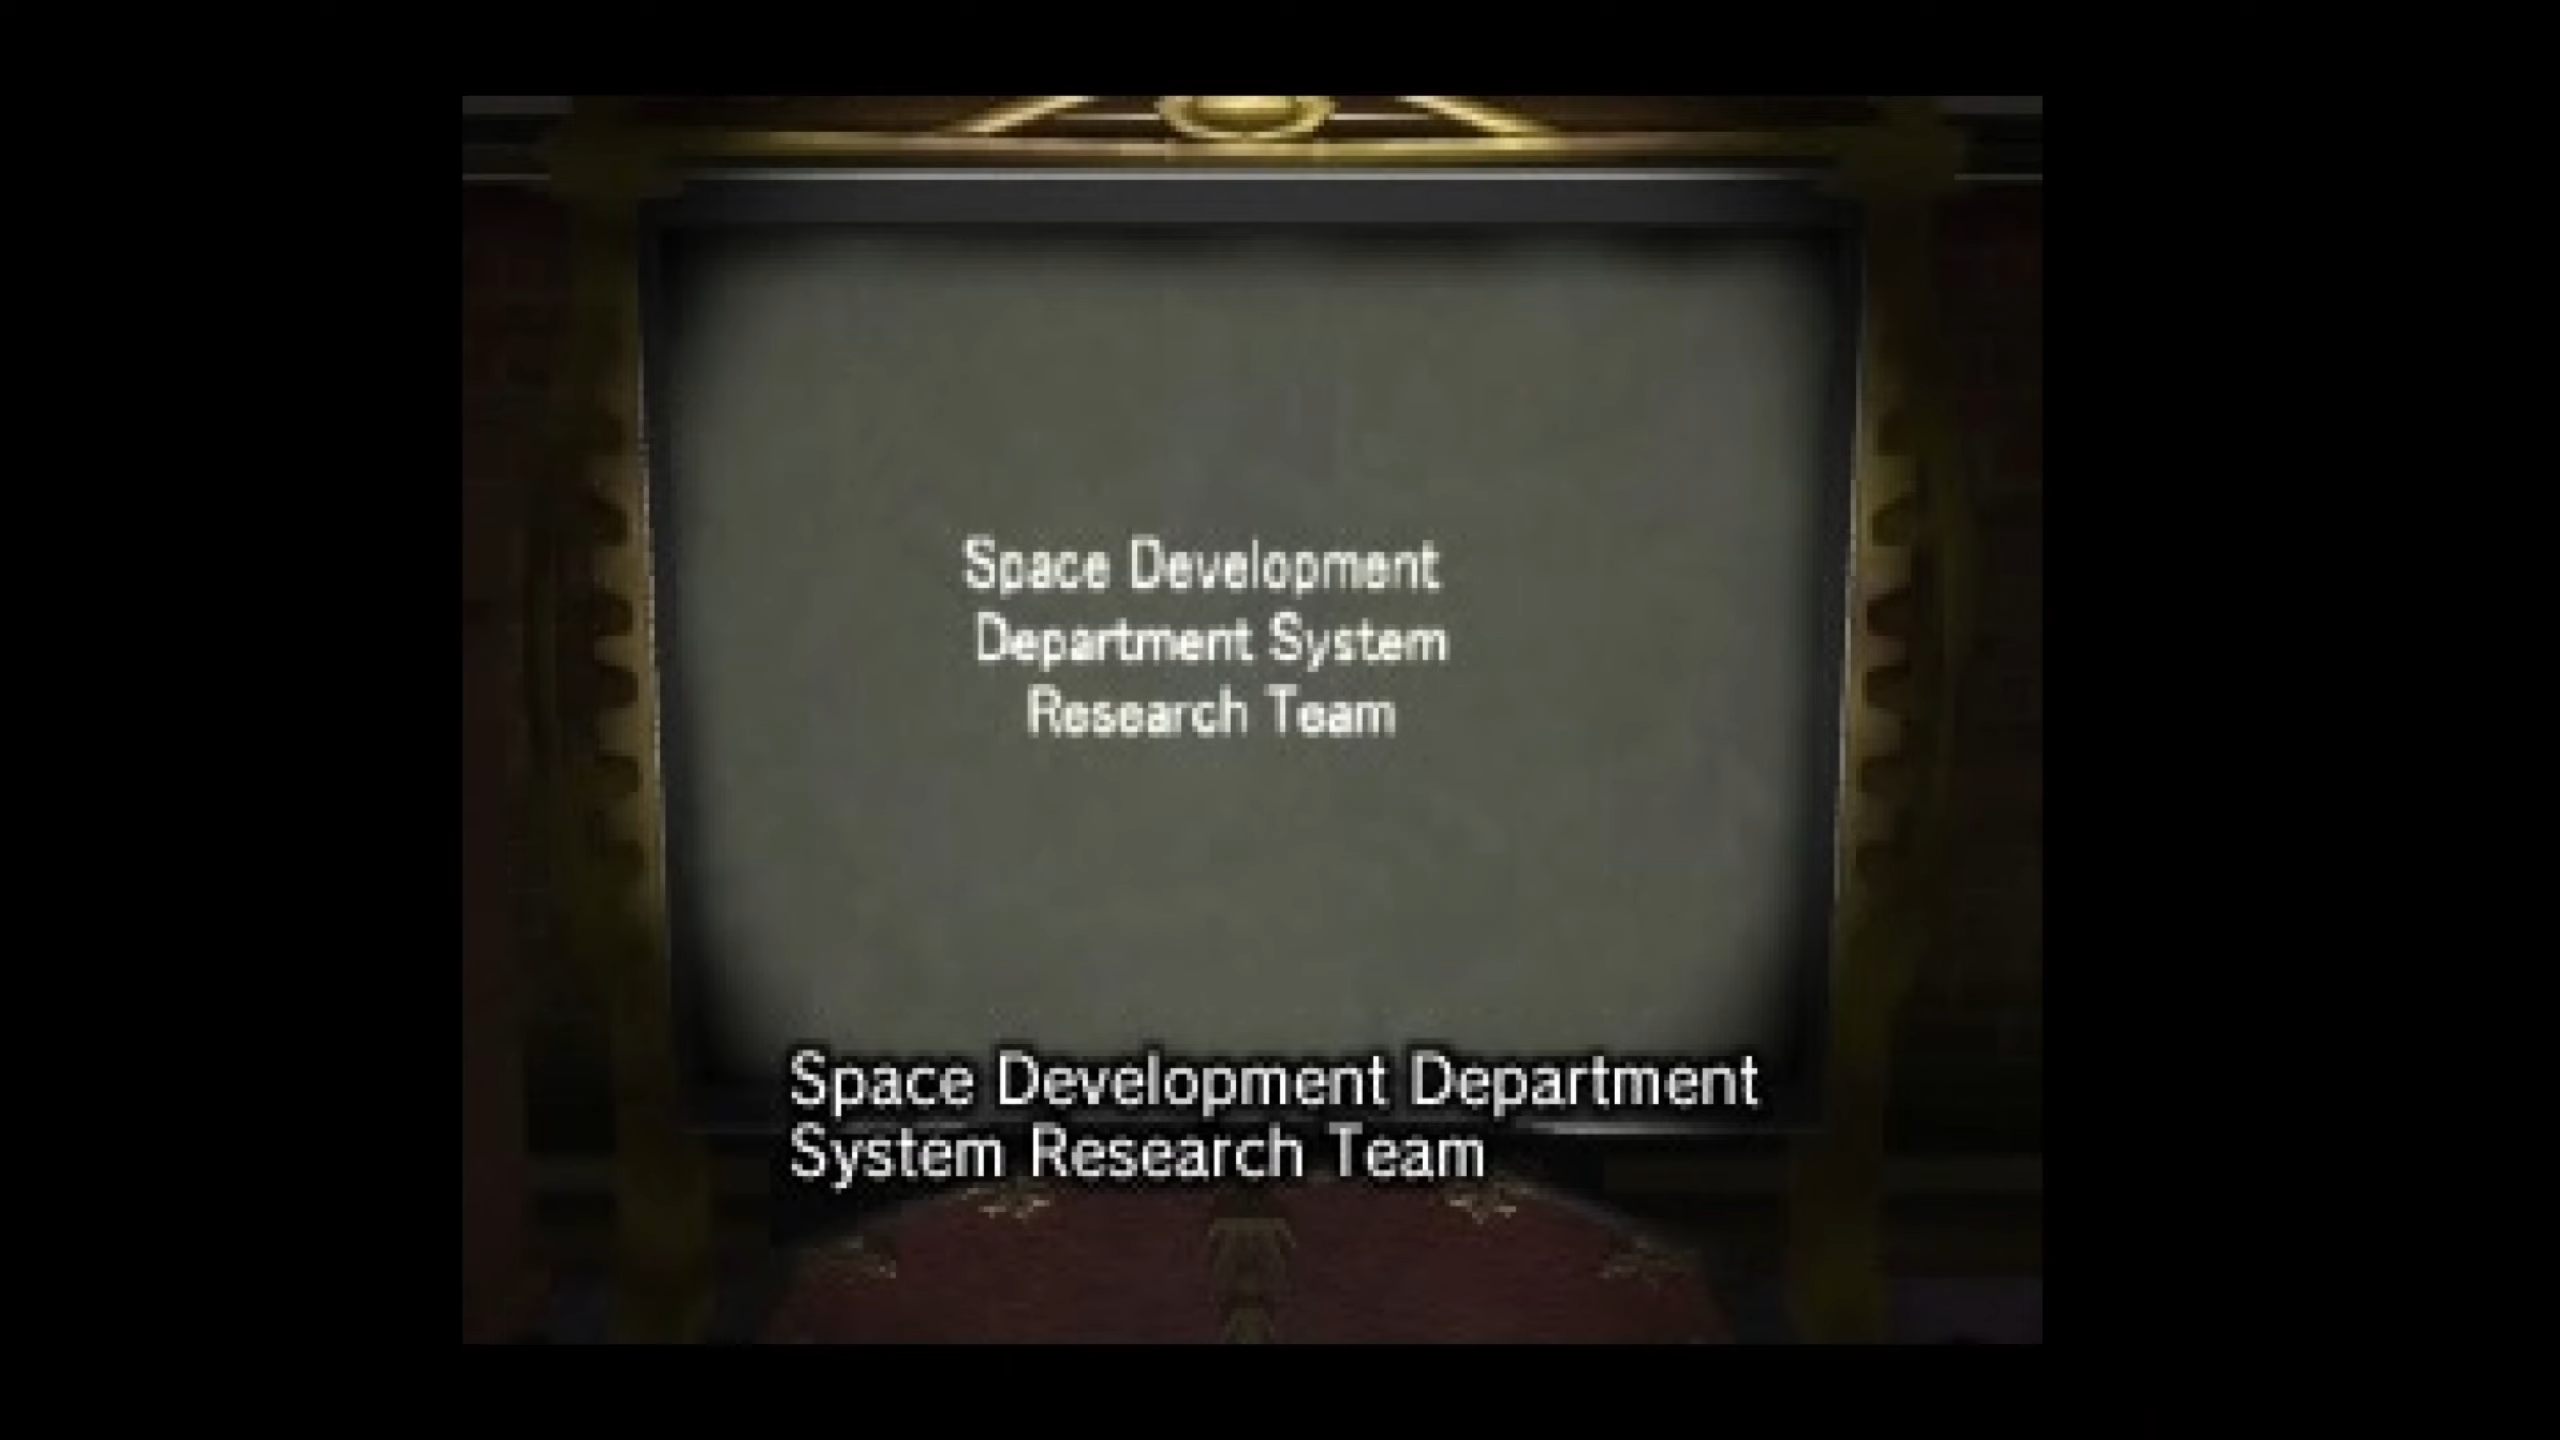 Space Development
Department System
Research Team
Space Development Department
System Research Team